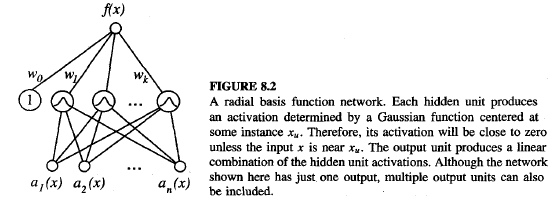 f(x)
w0 w1 wk
1 ...
...
a1(x) a2(x) an(x)
FIGURE 8.2
A radial basis function network. Each hidden unit produces
an activation determined by a Gaussian function centered at
some instance xu. Therefore, its activation will be close to zero
unless the input x is near xu. The output unit produces a linear
combination of the hidden unit activations. Although the network
shown here has just one output, multiple output units can also
be included.